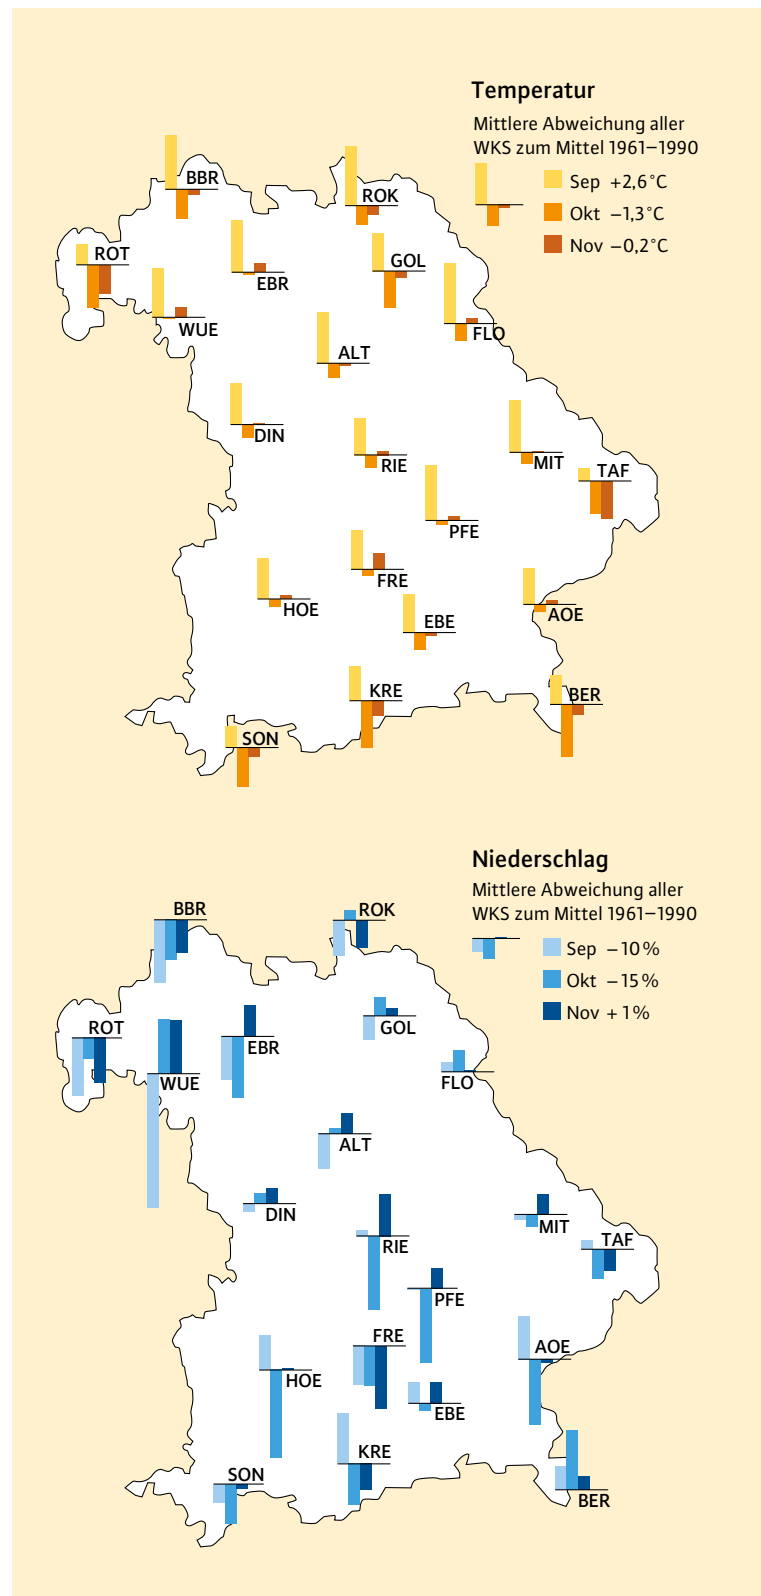 Temperatur
Mittlere Abweichung aller
WKS zum Mittel 1961–1990
Sep +2,6°C
Okt –1,3°C
Nov –0,2°C
BBR
ROK
ROT
GOL
EBR
WUE
FLO
ALT
DIN
RIE
MIT
TAF
PFE
FRE
HOE
AOE
EBE
KRE
BER
SON
Niederschlag
Mittlere Abweichung aller
WKS zum Mittel 1961–1990
Sep –10%
Okt –15%
Nov +1%
BBR
ROK
ROT
GOL
EBR
WUE
FLO
ALT
DIN
MIT
RIE
TAF
PFE
FRE
AOE
HOE
EBE
KRE
SON
BER